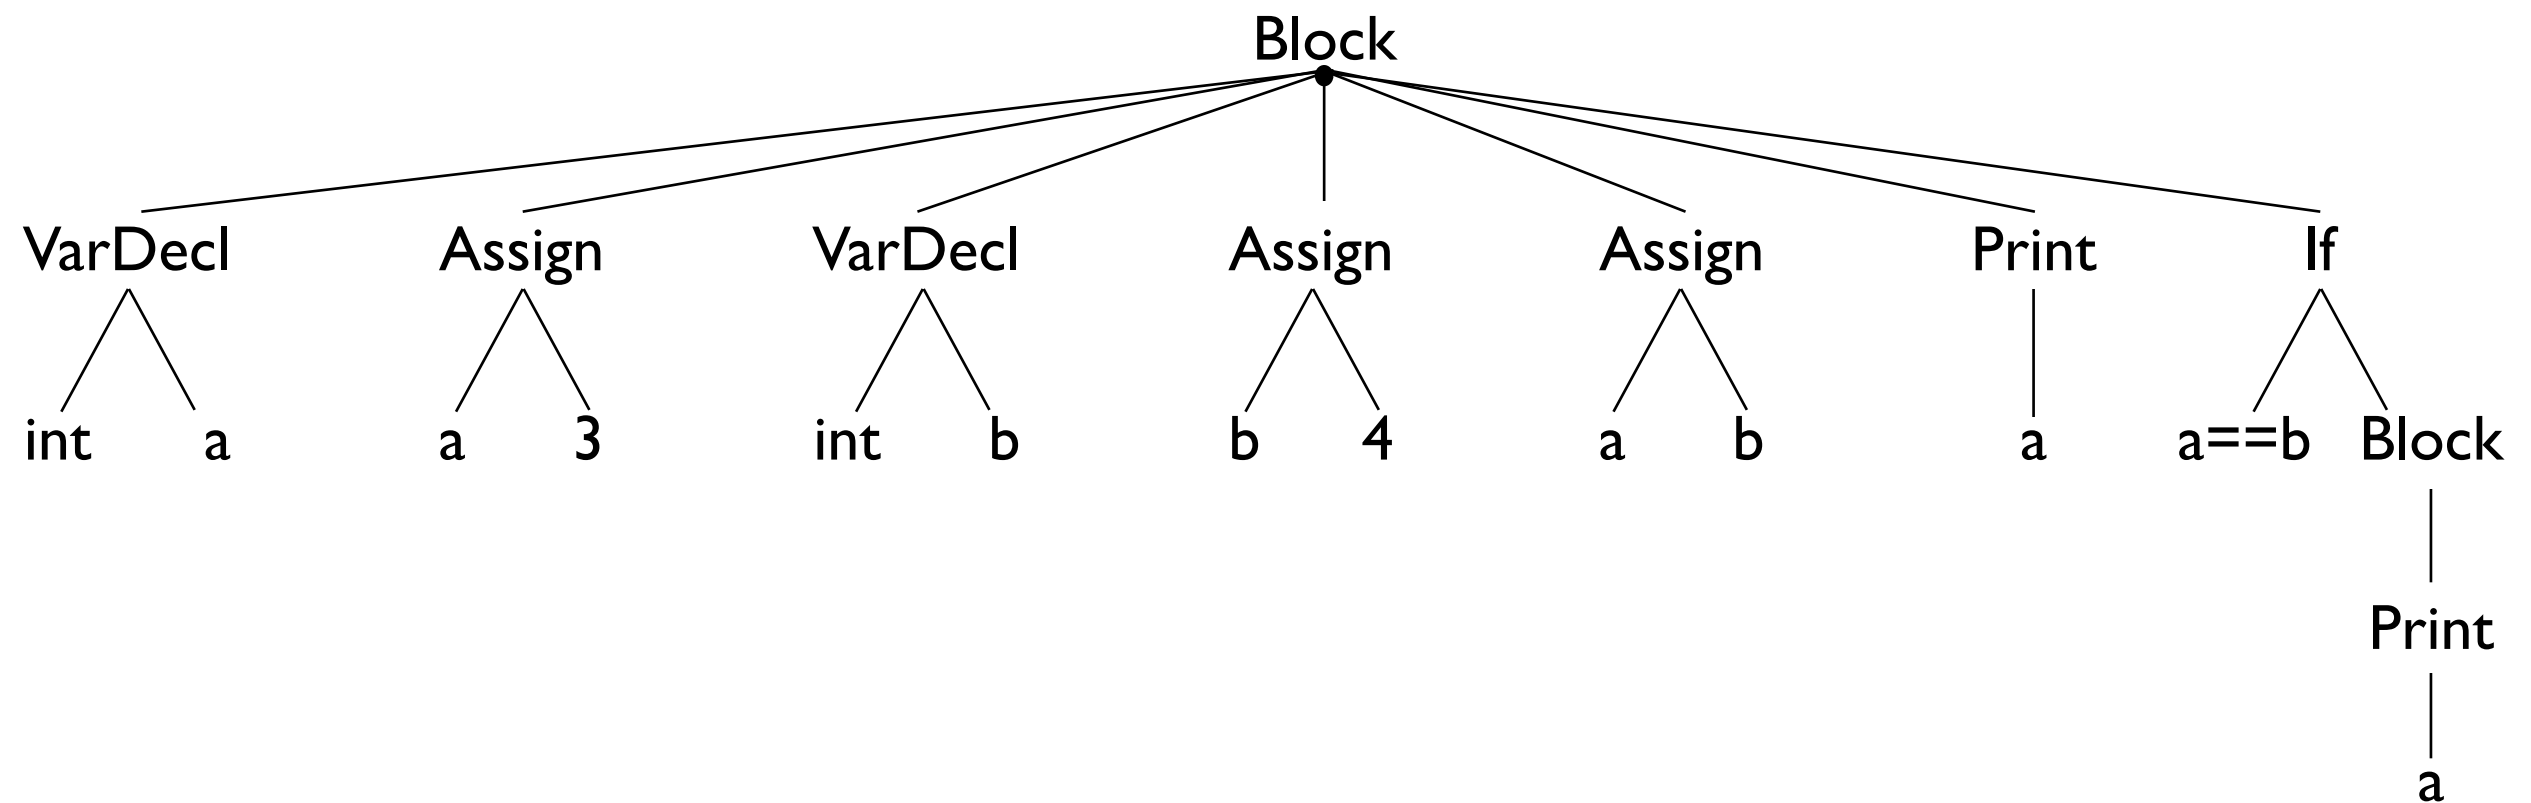 Block
VarDecl Assign VarDecl Assign Assign Print If
int a a 3 int b b 4 a b a a==b Block
Print
a